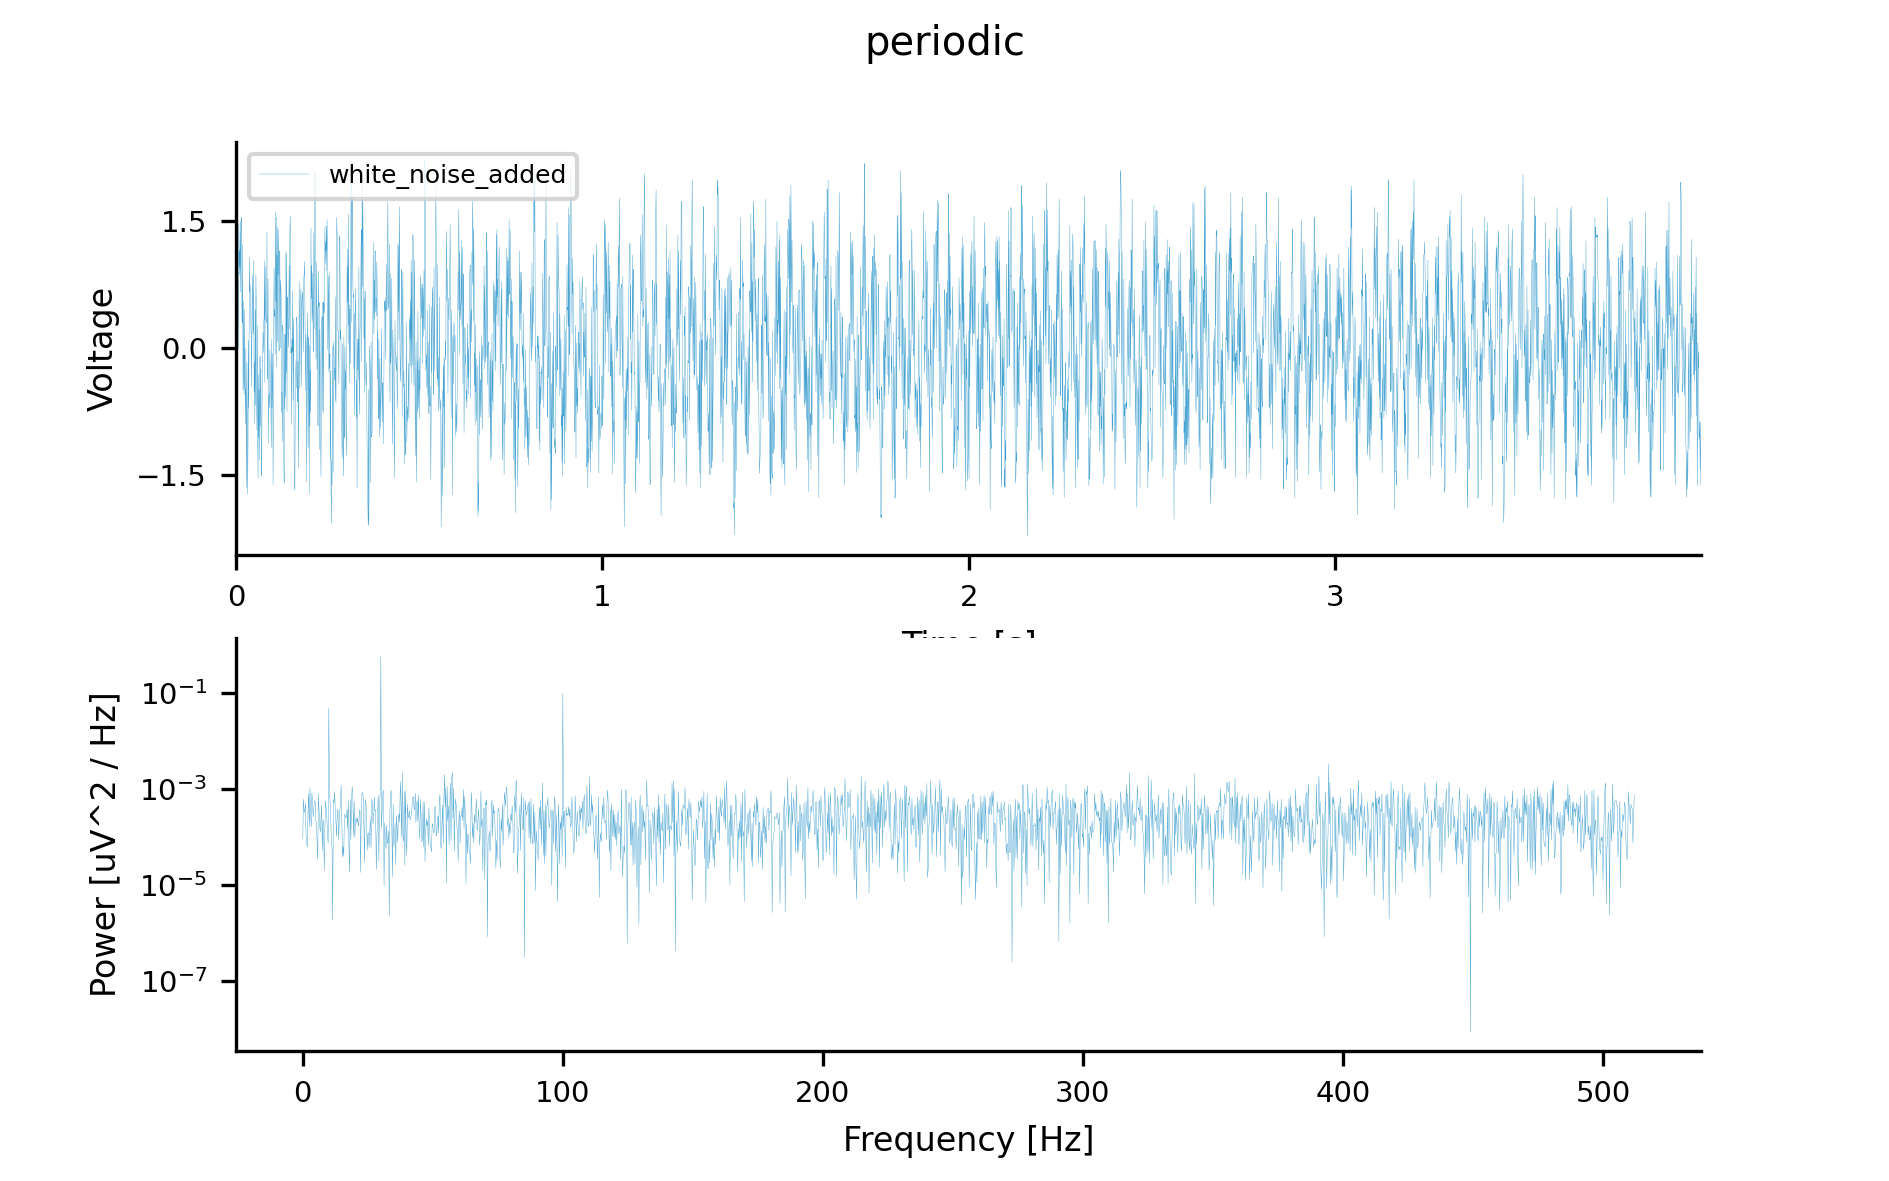 periodic
white_noise_added
Voltage
1.5
0.0
−1.5
0 1 2 3
Time [s]
Power [uV^2 / Hz]
10⁻¹
10⁻³
10⁻⁵
10⁻⁷
0 100 200 300 400 500
Frequency [Hz]